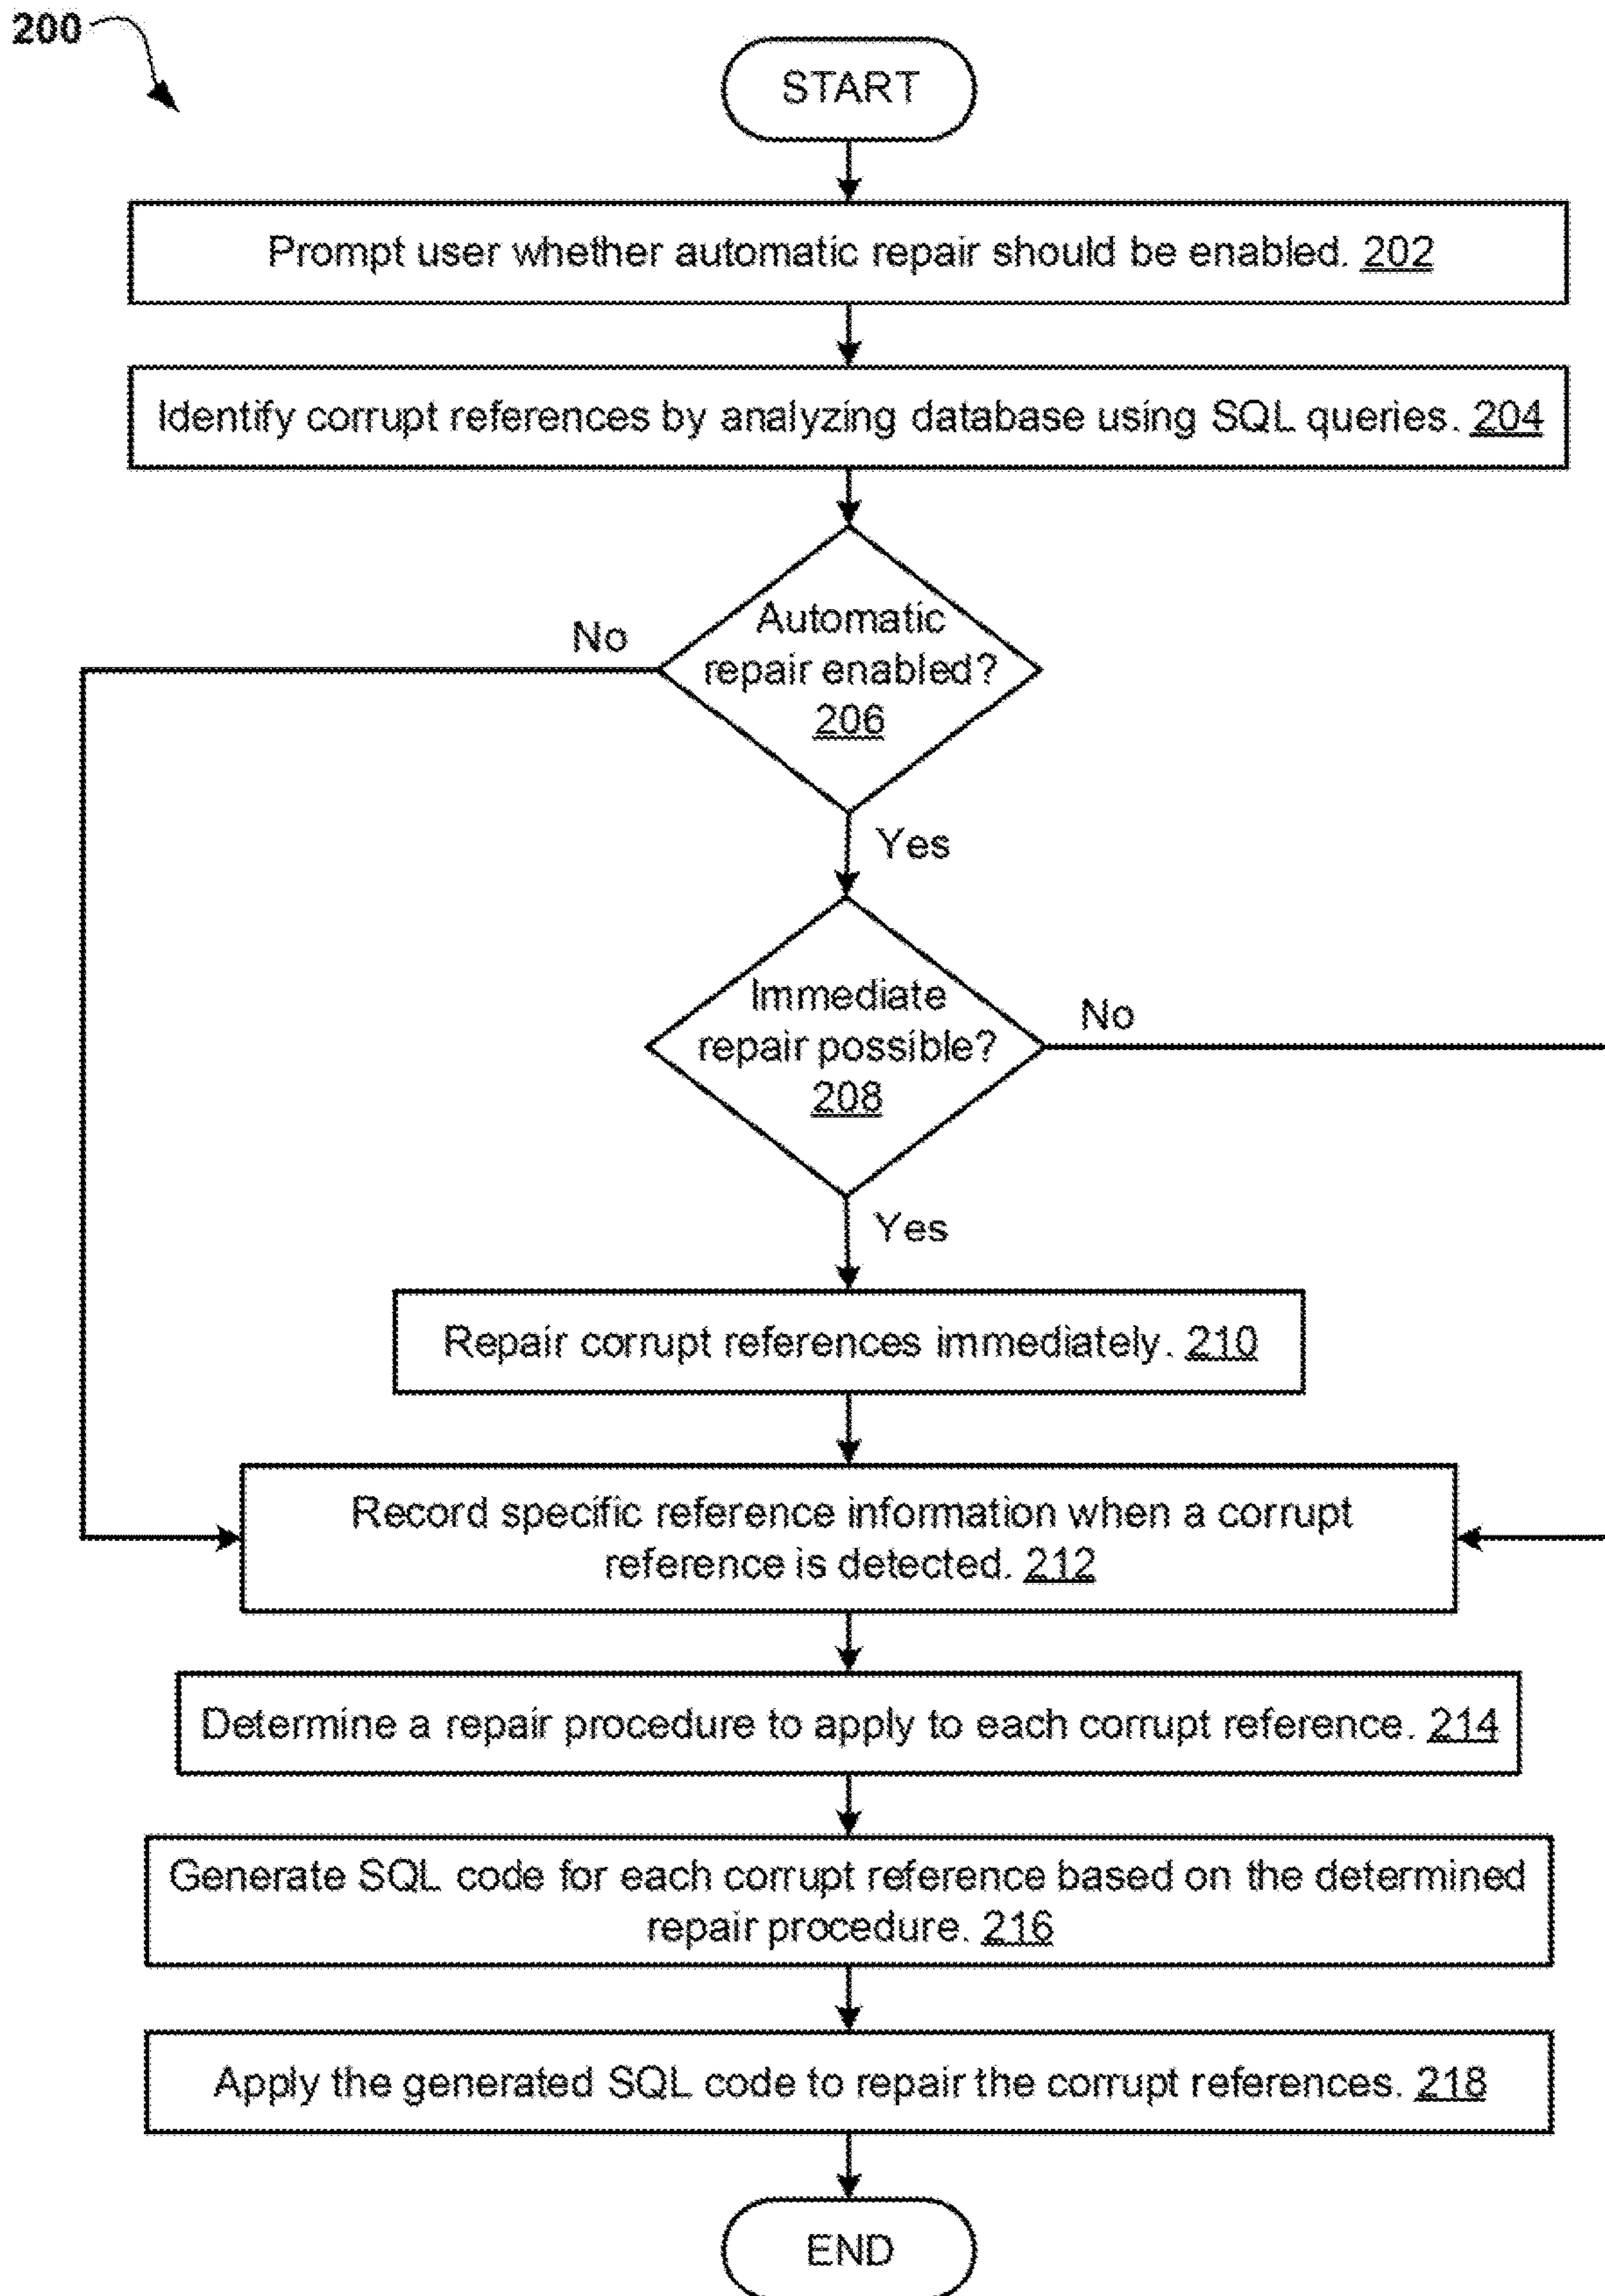 200
START
Prompt user whether automatic repair should be enabled. 202
Identify corrupt references by analyzing database using SQL queries. 204
No
Automatic
repair enabled?
206
Yes
Immediate
repair possible?
208
No
Yes
Repair corrupt references immediately. 210
Record specific reference information when a corrupt
reference is detected. 212
Determine a repair procedure to apply to each corrupt reference. 214
Generate SQL code for each corrupt reference based on the determined
repair procedure. 216
Apply the generated SQL code to repair the corrupt references. 218
END